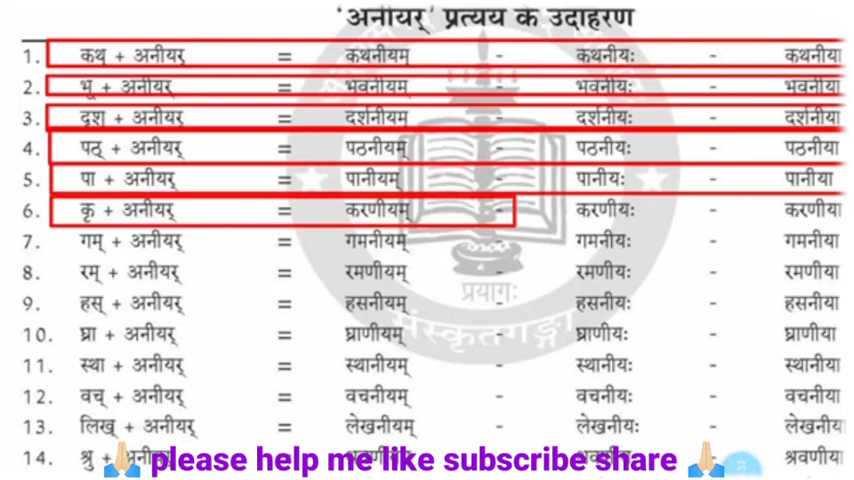 'अनीयर्' प्रत्यय के उदाहरण
1. कथ् + अनीयर् = कथनीयम् - कथनीयः - कथनीया
2. भू + अनीयर् = भवनीयम् - भवनीयः - भवनीया
3. दृश् + अनीयर् = दर्शनीयम् - दर्शनीयः - दर्शनीया
4. पठ् + अनीयर् = पठनीयम् - पठनीयः - पठनीया
5. पा + अनीयर् = पानीयम् - पानीयः - पानीया
6. कृ + अनीयर् = करणीयम् - करणीयः - करणीया
7. गम् + अनीयर् = गमनीयम् - गमनीयः - गमनीया
8. रम् + अनीयर् = रमणीयम् - रमणीयः - रमणीया
प्रयागः
9. हस् + अनीयर् = हसनीयम् - हसनीयः - हसनीया
संस्कृतगङ्गा
10. घ्रा + अनीयर् = घ्राणीयम् - घ्राणीयः - घ्राणीया
11. स्था + अनीयर् = स्थानीयम् - स्थानीयः - स्थानीया
12. वच् + अनीयर् = वचनीयम् - वचनीयः - वचनीया
13. लिख् + अनीयर् = लेखनीयम् - लेखनीयः - लेखनीया
14. श्रु + - श्रवणीया
🙏🏻 please help me like subscribe share 🙏🏻